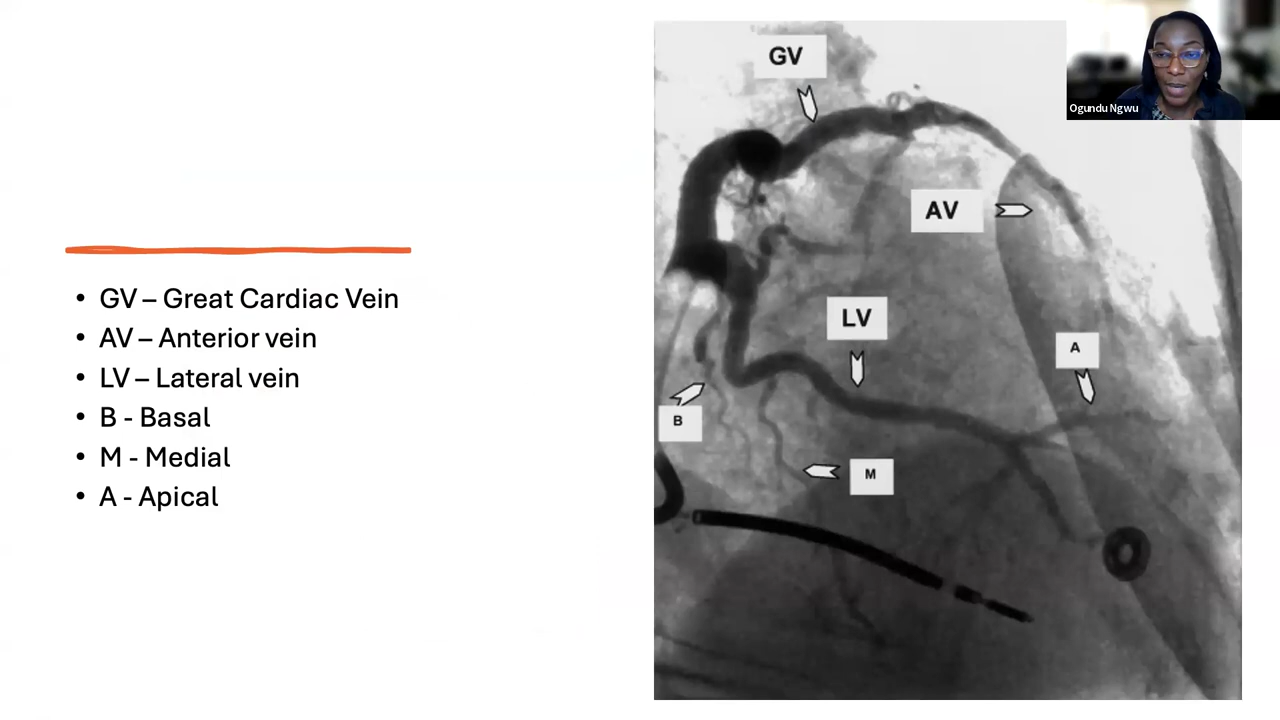 GV – Great Cardiac Vein
AV – Anterior vein
LV – Lateral vein
B - Basal
M - Medial
A - Apical
GV
AV
LV
A
B
M
Ogundu Ngwu